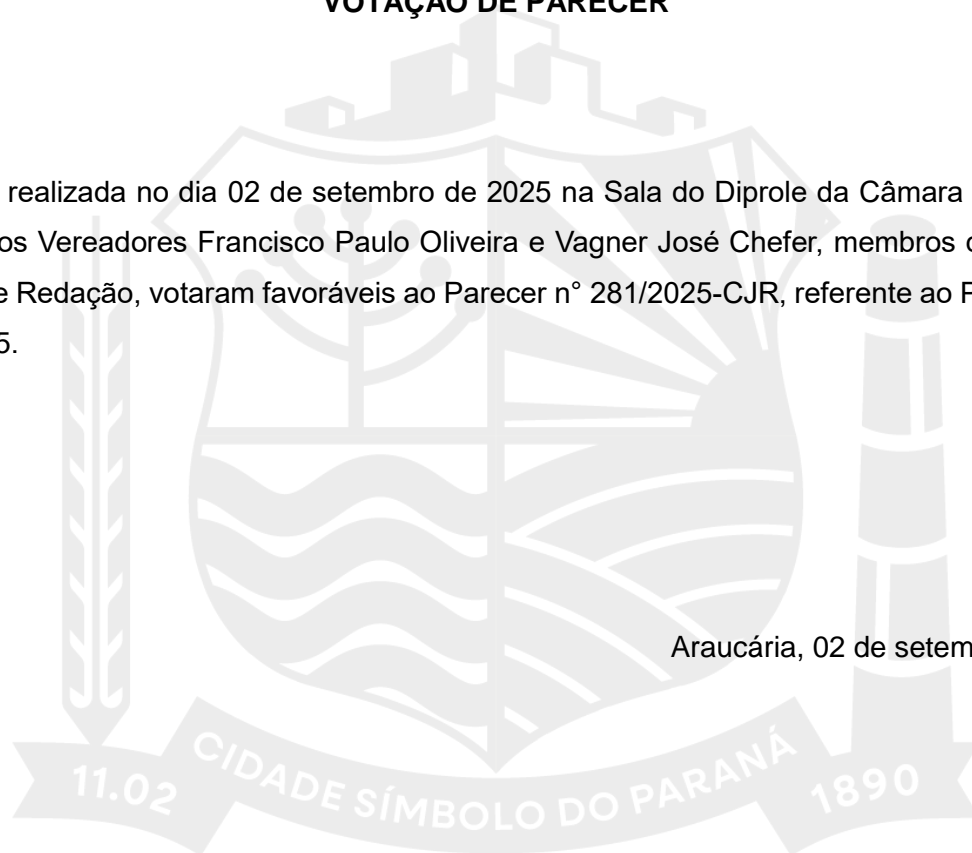 VOTAÇÃO DE PARECER
realizada no dia 02 de setembro de 2025 na Sala do Diprole da Câmara
os Vereadores Francisco Paulo Oliveira e Vagner José Chefer, membros
e Redação, votaram favoráveis ao Parecer n° 281/2025-CJR, referente ao
5.
Araucária, 02 de setem
11.02 CIDADE SÍMBOLO DO PARANÁ 1890